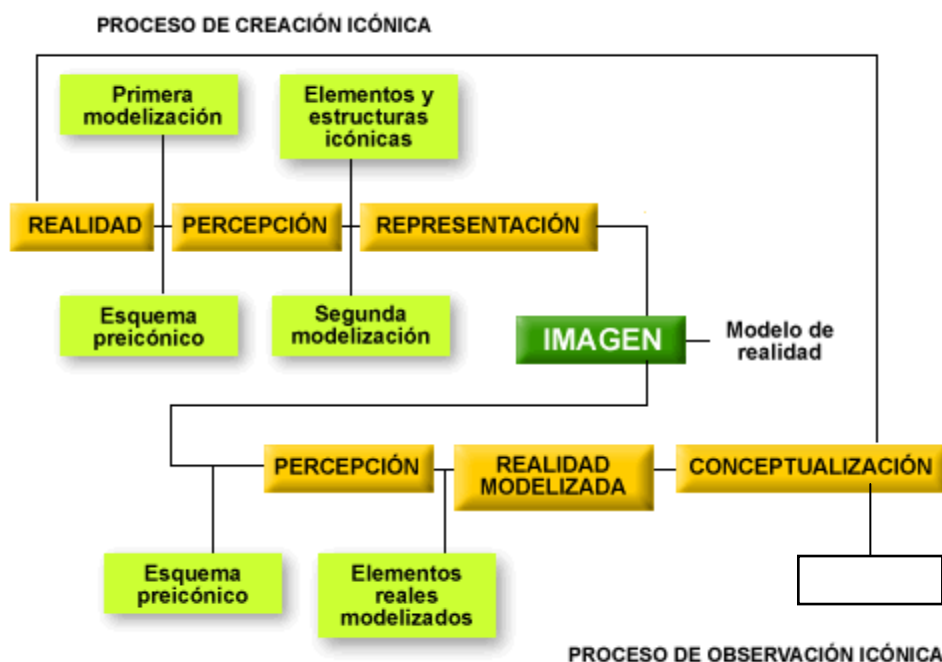 PROCESO DE CREACIÓN ICÓNICA
Primera
modelización
Elementos y
estructuras
icónicas
REALIDAD
PERCEPCIÓN
REPRESENTACIÓN
Esquema
preicónico
Segunda
modelización
IMAGEN
Modelo de
realidad
PERCEPCIÓN
REALIDAD
MODELIZADA
CONCEPTUALIZACIÓN
Esquema
preicónico
Elementos
reales
modelizados
PROCESO DE OBSERVACIÓN ICÓNICA